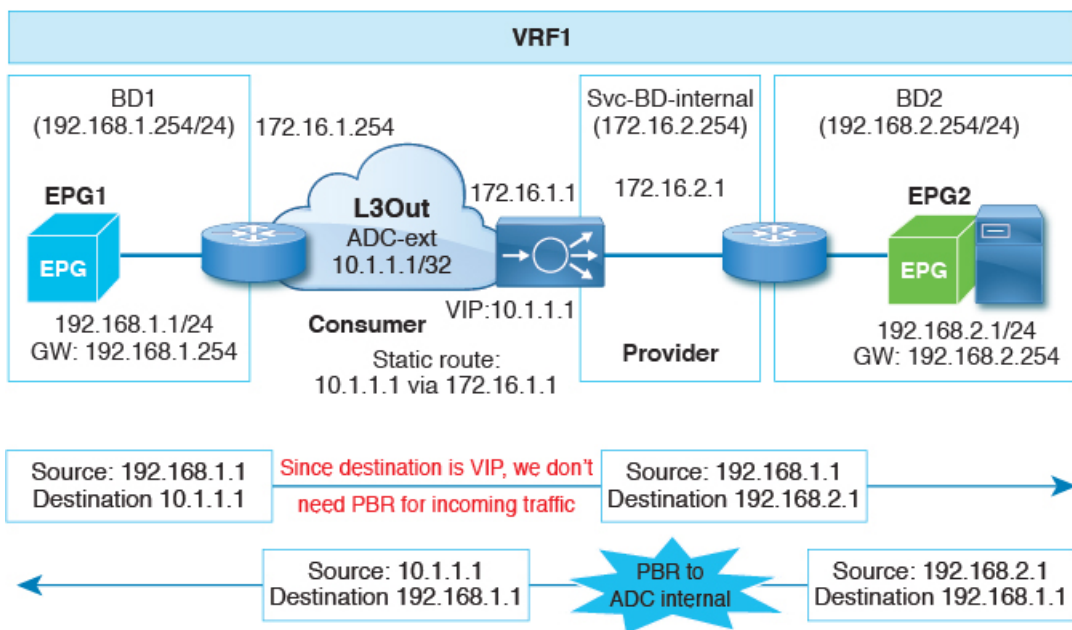 VRF1
BD1
(192.168.1.254/24)
172.16.1.254
Svc-BD-internal
(172.16.2.254)
BD2
(192.168.2.254/24)
EPG1
EPG
192.168.1.1/24
GW: 192.168.1.254
L3Out
ADC-ext
10.1.1.1/32
172.16.1.1
VIP:10.1.1.1
Consumer
Static route:
10.1.1.1 via 172.16.1.1
172.16.2.1
Provider
EPG2
EPG
192.168.2.1/24
GW: 192.168.2.254
Source: 192.168.1.1
Destination 10.1.1.1
Since destination is VIP, we don't
need PBR for incoming traffic
Source: 192.168.1.1
Destination 192.168.2.1
Source: 10.1.1.1
Destination 192.168.1.1
PBR to
ADC internal
Source: 192.168.2.1
Destination 192.168.1.1